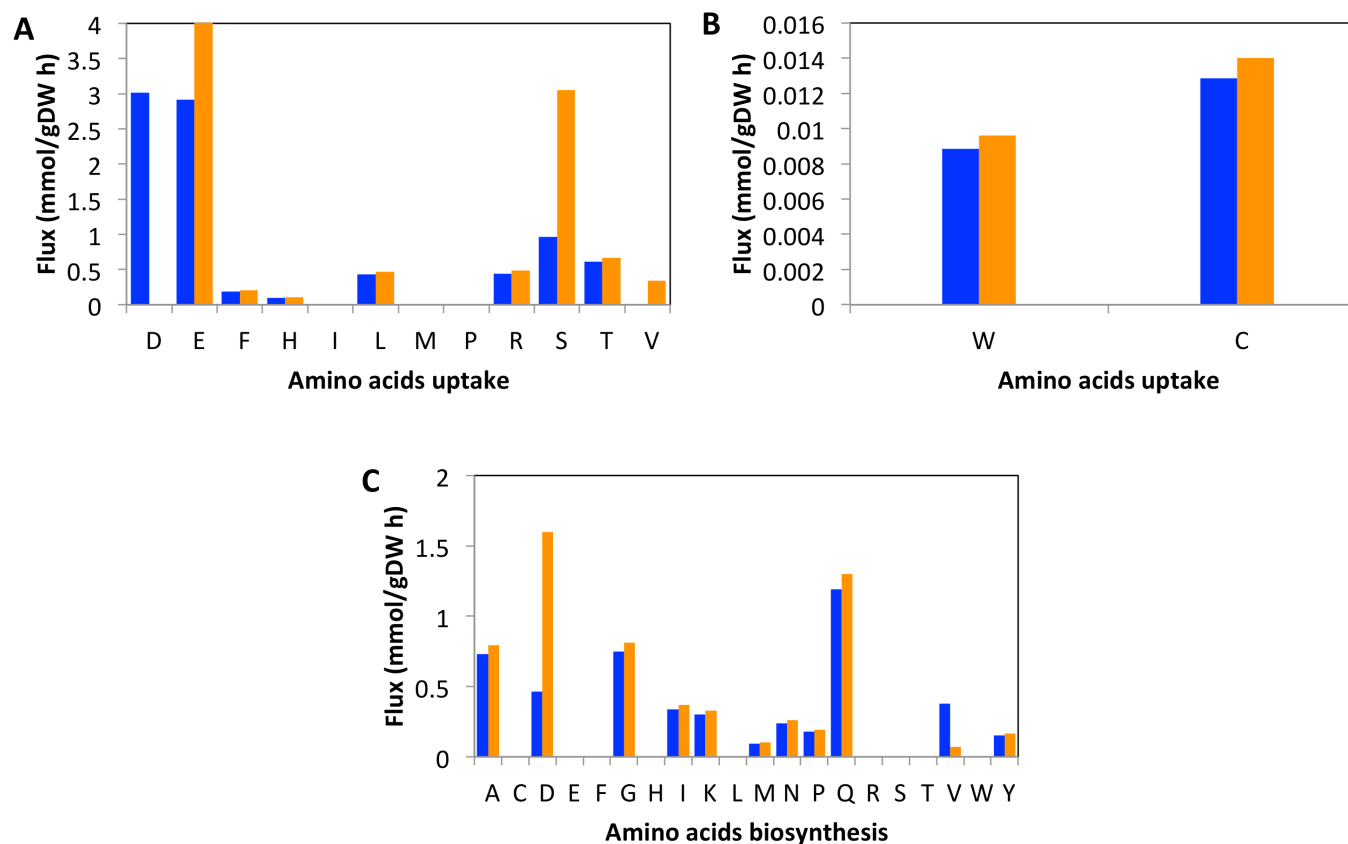 A
Flux (mmol/gDW h)
4
3.5
3
2.5
2
1.5
1
0.5
0
D E F H I L M P R S T V
Amino acids uptake
B
Flux (mmol/gDW h)
0.016
0.014
0.012
0.01
0.008
0.006
0.004
0.002
0
W C
Amino acids uptake
C
Flux (mmol/gDW h)
2
1.5
1
0.5
0
A C D E F G H I K L M N P Q R S T V W Y
Amino acids biosynthesis